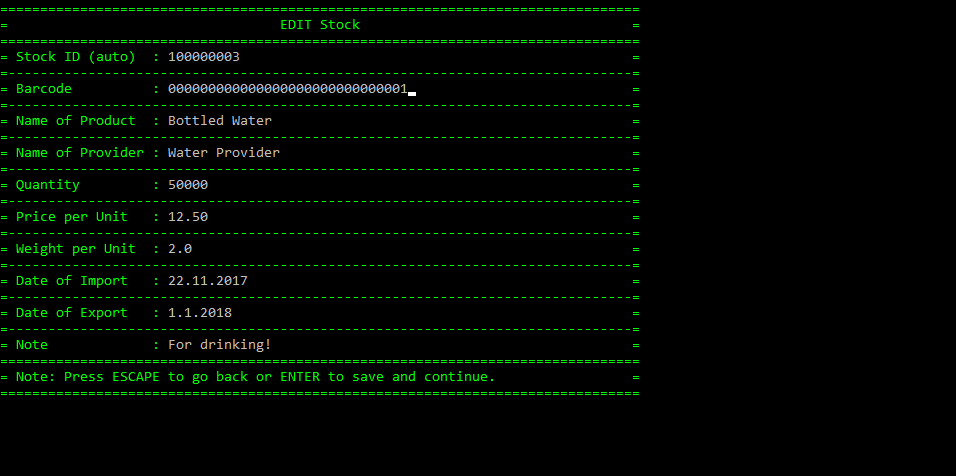 EDIT Stock
Stock ID (auto) : 100000003
Barcode : 000000000000000000000000000001
Name of Product : Bottled Water
Name of Provider : Water Provider
Quantity : 50000
Price per Unit : 12.50
Weight per Unit : 2.0
Date of Import : 22.11.2017
Date of Export : 1.1.2018
Note : For drinking!
Note: Press ESCAPE to go back or ENTER to save and continue.